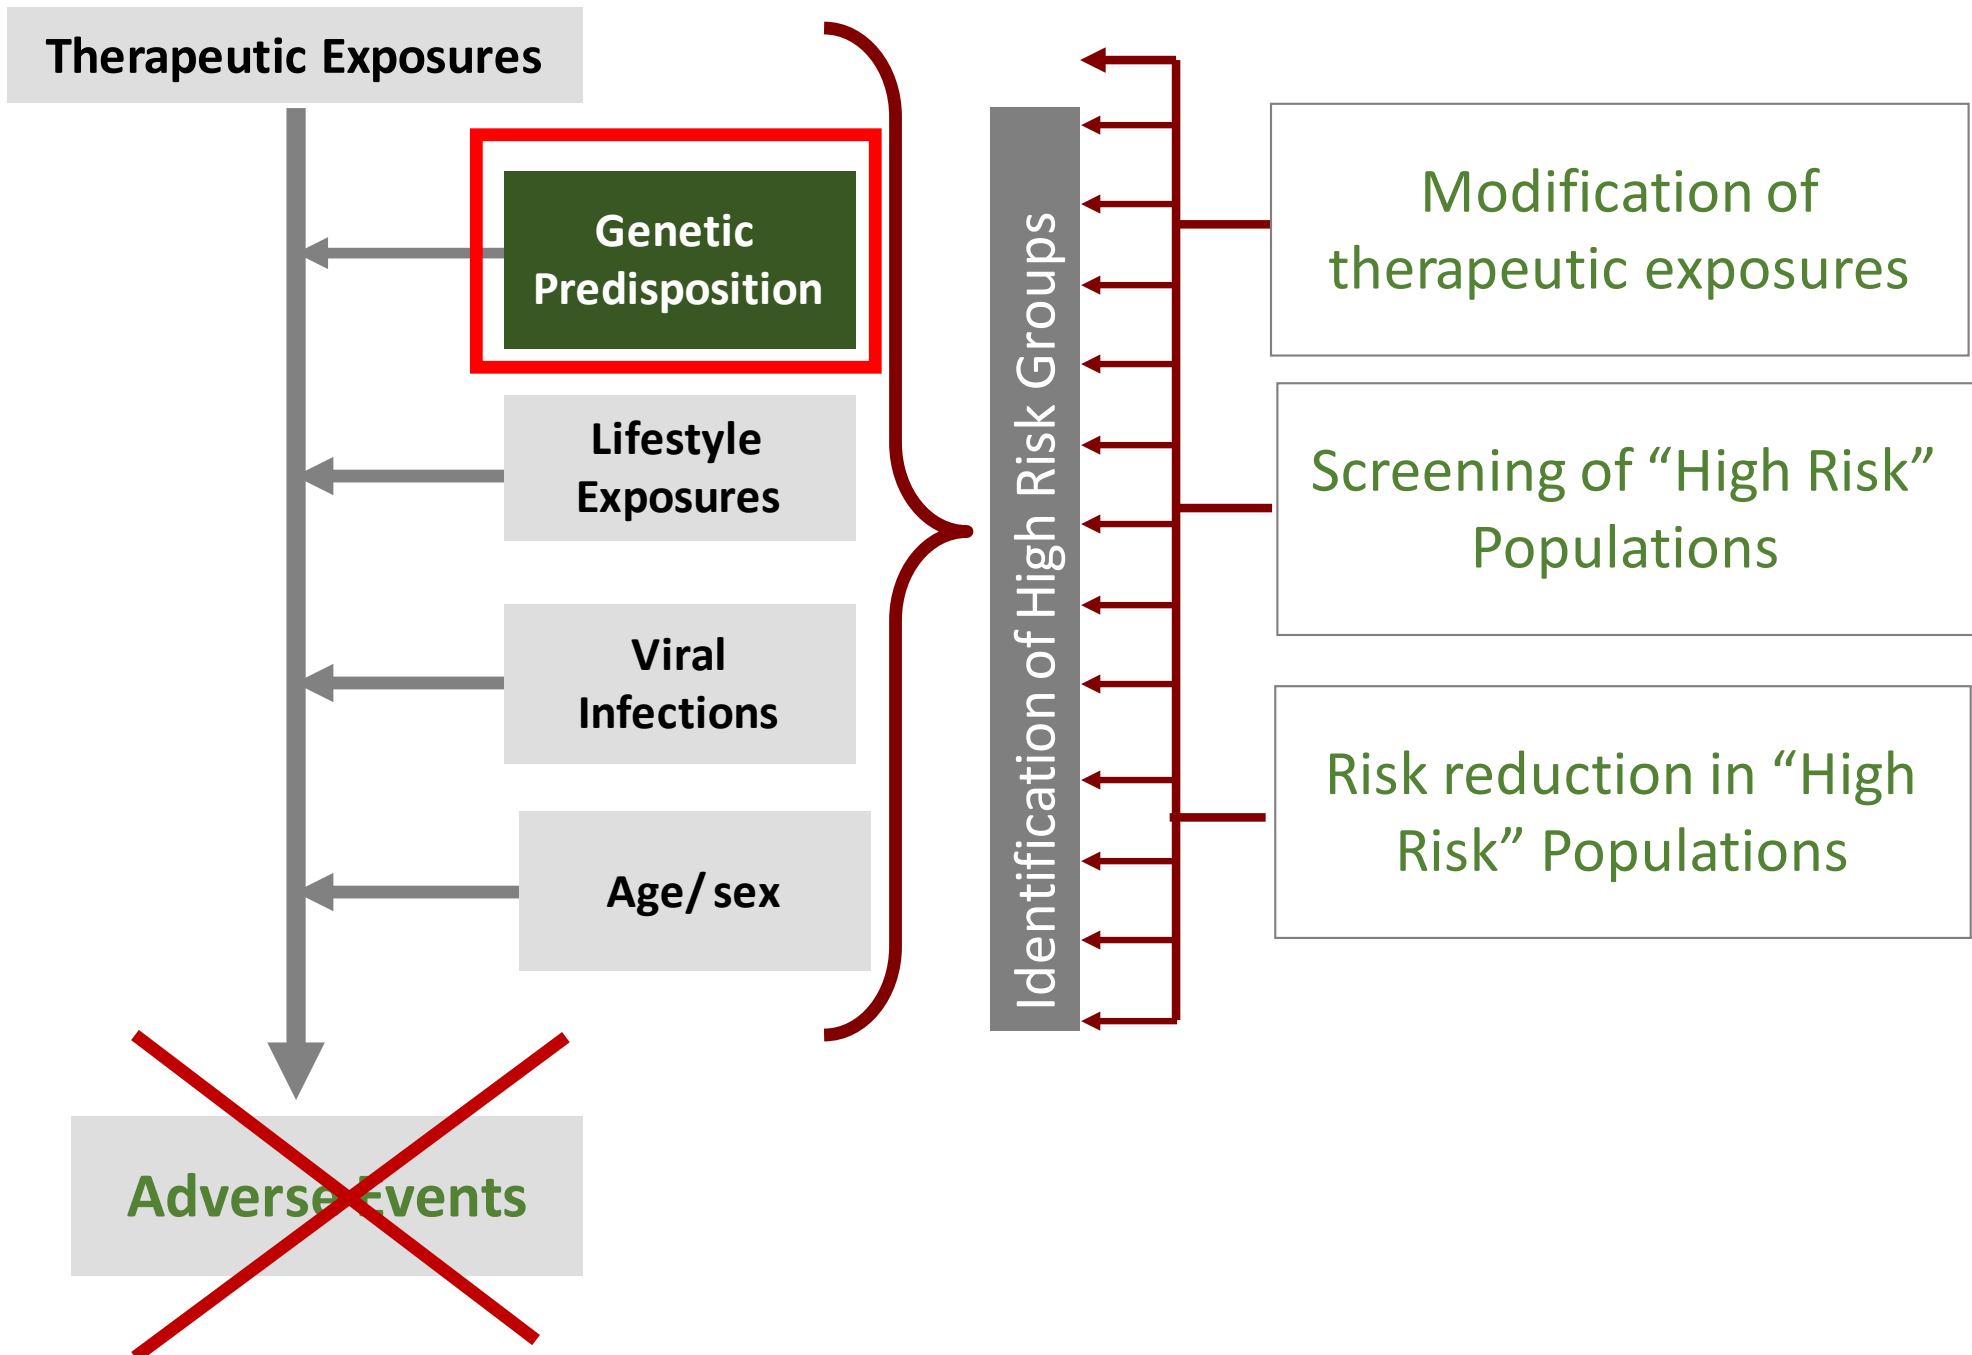 Therapeutic Exposures
Genetic
Predisposition
Lifestyle
Exposures
Viral
Infections
Age/ sex
Adverse Events
Identification of High Risk Groups
Modification of
therapeutic exposures
Screening of “High Risk”
Populations
Risk reduction in “High
Risk” Populations